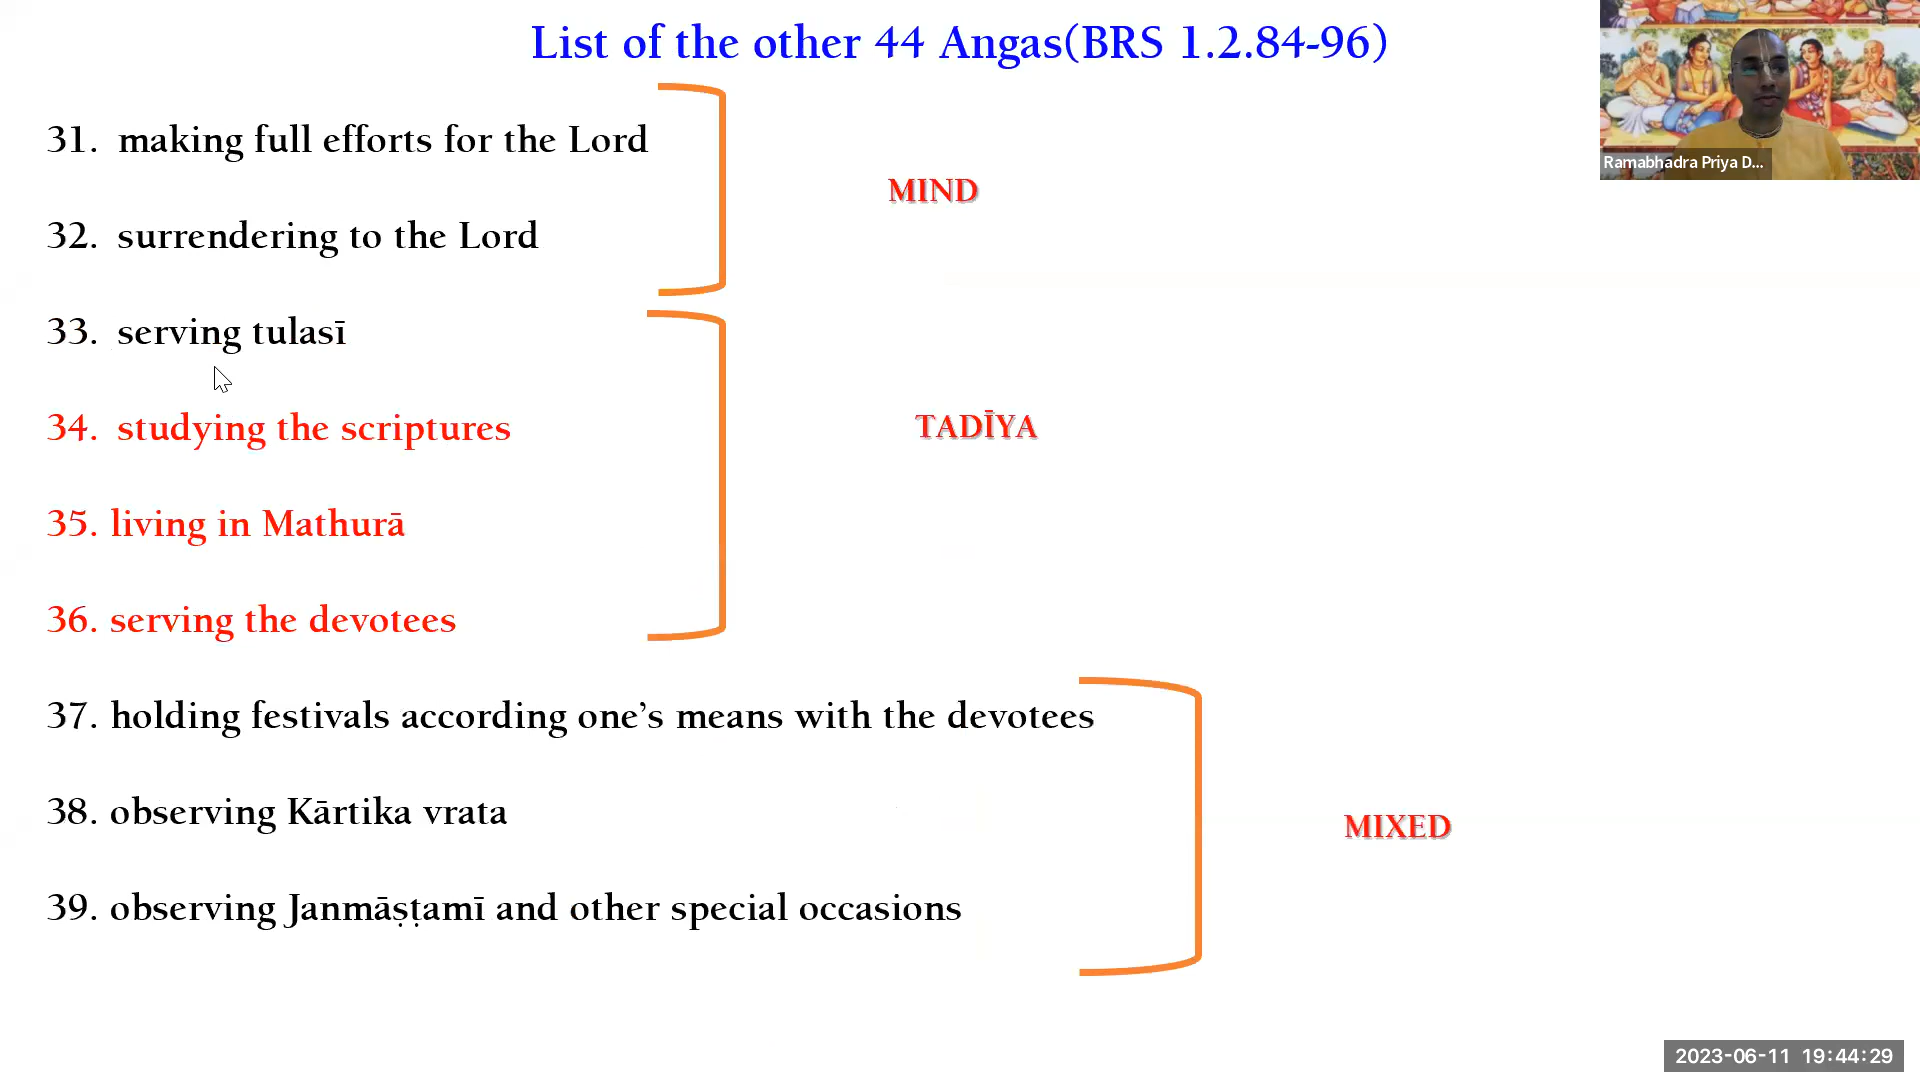 List of the other 44 Angas(BRS 1.2.84-96)
31. making full efforts for the Lord
32. surrendering to the Lord
MIND
33. serving tulasī
34. studying the scriptures
35. living in Mathurā
36. serving the devotees
TADĪYA
37. holding festivals according one’s means with the devotees
38. observing Kārtika vrata
39. observing Janmāṣṭamī and other special occasions
MIXED
Ramabhadra Priya D...
2023-06-11 19:44:29